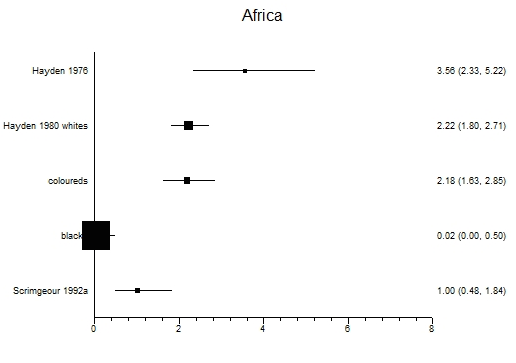 Africa
Hayden 1976 3.56 (2.33, 5.22)
Hayden 1980 whites 2.22 (1.80, 2.71)
coloureds 2.18 (1.63, 2.85)
black 0.02 (0.00, 0.50)
Scrimgeour 1992a 1.00 (0.48, 1.84)
0 2 4 6 8